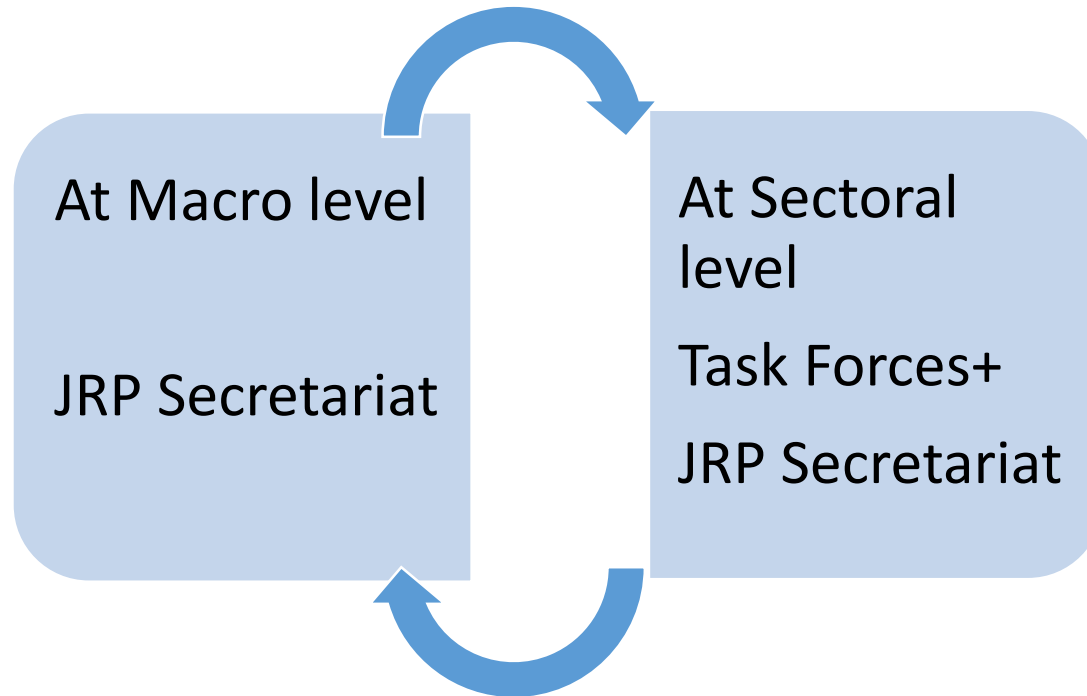 At Macro level
JRP Secretariat
At Sectoral
level
Task Forces+
JRP Secretariat